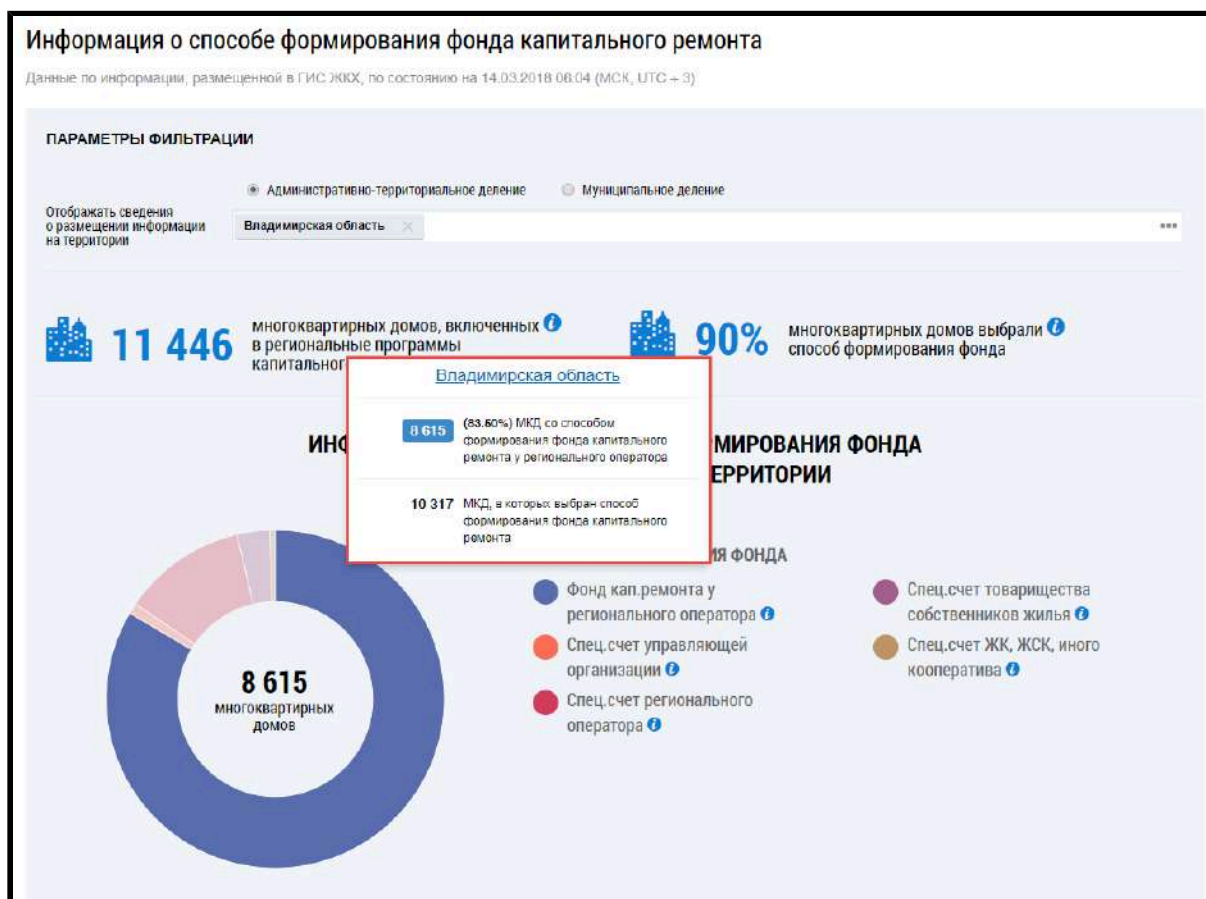 Информация о способе формирования фонда капитального ремонта
Данные по информации, размещенной в ГИС ЖКХ, по состоянию на 14.03.2018 06:04 (МСК, UTC + 3)
ПАРАМЕТРЫ ФИЛЬТРАЦИИ
Административно-территориальное деление
Муниципальное деление
Отображать сведения
о размещении информации
на территории
Владимирская область
11 446
многоквартирных домов, включенных
в региональные программы
капитальног
90%
многоквартирных домов выбрали
способ формирования фонда
Владимирская область
8 615
(83.50%) МКД со способом
формирования фонда капитального
ремонта у регионального оператора
10 317
МКД, в которых выбран способ
формирования фонда капитального
ремонта
ИНФ
МИРОВАНИЯ ФОНДА
ЕРРИТОРИИ
ИЯ ФОНДА
8 615
многоквартирных
домов
Фонд кап.ремонта у
регионального оператора
Спец.счет управляющей
организации
Спец.счет регионального
оператора
Спец.счет товарищества
собственников жилья
Спец.счет ЖК, ЖСК, иного
кооператива